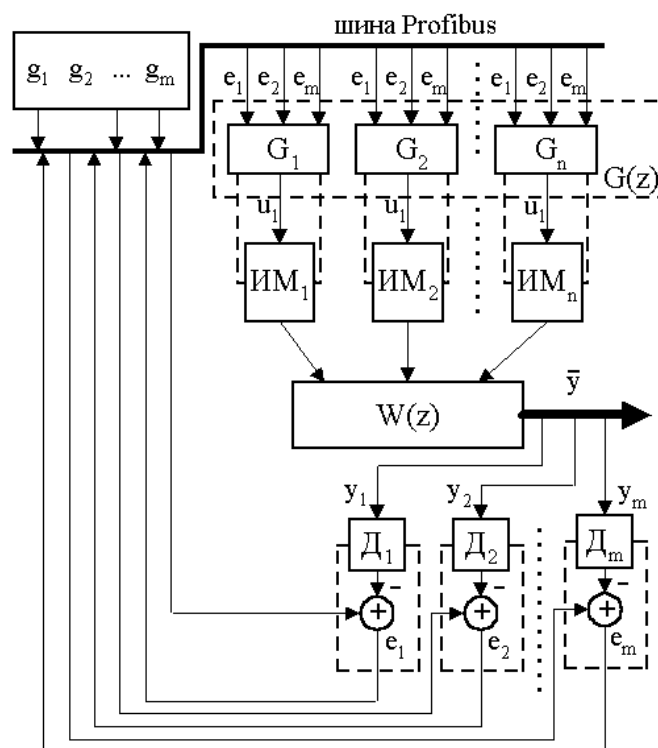 шина Profibus
g₁ g₂ ... gₘ
e₁ e₂ eₘ e₁ e₂ eₘ e₁ e₂ eₘ
G₁ G₂ Gₙ
G(z)
u₁ u₁ u₁
ИМ₁ ИМ₂ ИМₙ
ȳ
W(z)
y₁ y₂ yₘ
Д₁ Д₂ Дₘ
- - -
+ + +
e₁ e₂ eₘ